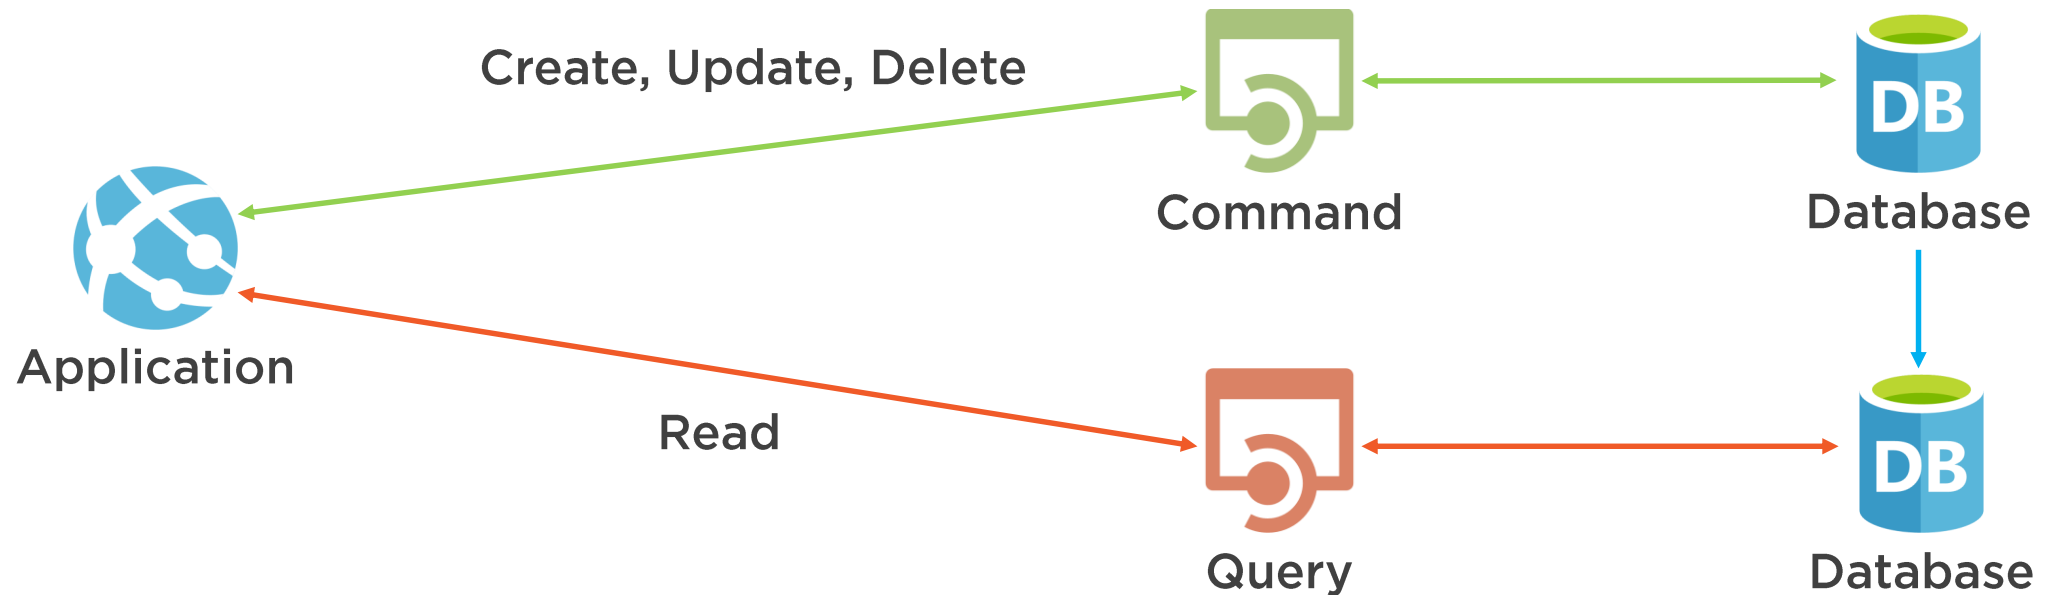 Create, Update, Delete
DB
Command
Database
Application
Read
DB
Query
Database